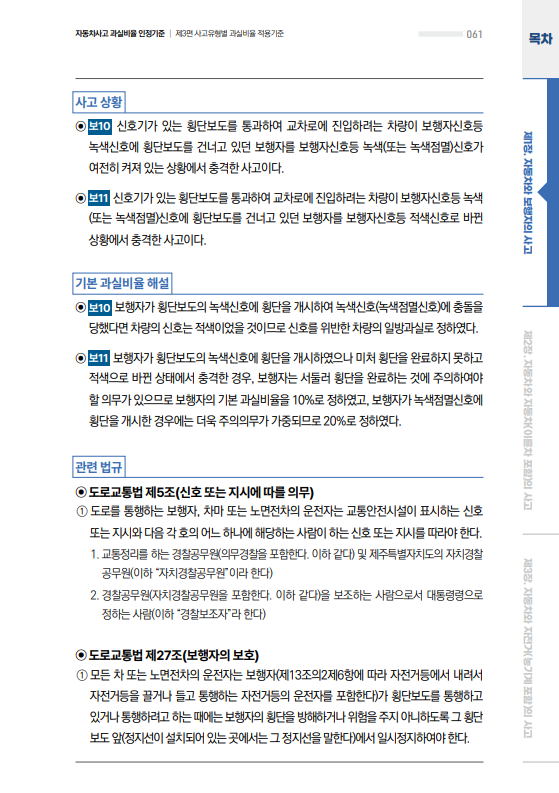 자동차사고 과실비율 인정기준 | 제3편 사고유형별 과실비율 적용기준
061
목차
사고 상황
◉ 보10 신호기가 있는 횡단보도를 통과하여 교차로에 진입하려는 차량이 보행자신호등
녹색신호에 횡단보도를 건너고 있던 보행자를 보행자신호등 녹색(또는 녹색점멸)신호가
여전히 켜져 있는 상황에서 충격한 사고이다.
◉ 보11 신호기가 있는 횡단보도를 통과하여 교차로에 진입하려는 차량이 보행자신호등 녹색
(또는 녹색점멸)신호에 횡단보도를 건너고 있던 보행자를 보행자신호등 적색신호로 바뀐
상황에서 충격한 사고이다.
기본 과실비율 해설
◉ 보10 보행자가 횡단보도의 녹색신호에 횡단을 개시하여 녹색신호(녹색점멸신호)에 충돌을
당했다면 차량의 신호는 적색이었을 것이므로 신호를 위반한 차량의 일방과실로 정하였다.
◉ 보11 보행자가 횡단보도의 녹색신호에 횡단을 개시하였으나 미처 횡단을 완료하지 못하고
적색으로 바뀐 상태에서 충격한 경우, 보행자는 서둘러 횡단을 완료하는 것에 주의하여야
할 의무가 있으므로 보행자의 기본 과실비율을 10%로 정하였고, 보행자가 녹색점멸신호에
횡단을 개시한 경우에는 더욱 주의의무가 가중되므로 20%로 정하였다.
관련 법규
◉ 도로교통법 제5조(신호 또는 지시에 따를 의무)
① 도로를 통행하는 보행자, 차마 또는 노면전차의 운전자는 교통안전시설이 표시하는 신호
또는 지시와 다음 각 호의 어느 하나에 해당하는 사람이 하는 신호 또는 지시를 따라야 한다.
1. 교통정리를 하는 경찰공무원(의무경찰을 포함한다. 이하 같다) 및 제주특별자치도의 자치경찰
공무원(이하 “자치경찰공무원”이라 한다)
2. 경찰공무원(자치경찰공무원을 포함한다. 이하 같다)을 보조하는 사람으로서 대통령령으로
정하는 사람(이하 “경찰보조자”라 한다)
◉ 도로교통법 제27조(보행자의 보호)
① 모든 차 또는 노면전차의 운전자는 보행자(제13조의2제6항에 따라 자전거등에서 내려서
자전거등을 끌거나 들고 통행하는 자전거등의 운전자를 포함한다)가 횡단보도를 통행하고
있거나 통행하려고 하는 때에는 보행자의 횡단을 방해하거나 위험을 주지 아니하도록 그 횡단
보도 앞(정지선이 설치되어 있는 곳에서는 그 정지선을 말한다)에서 일시정지하여야 한다.
제1장. 자동차와 보행자의 사고
제2장. 자동차와 자동차(이륜차 포함)의 사고
제3장. 자동차와 자전거(농기계 포함)의 사고